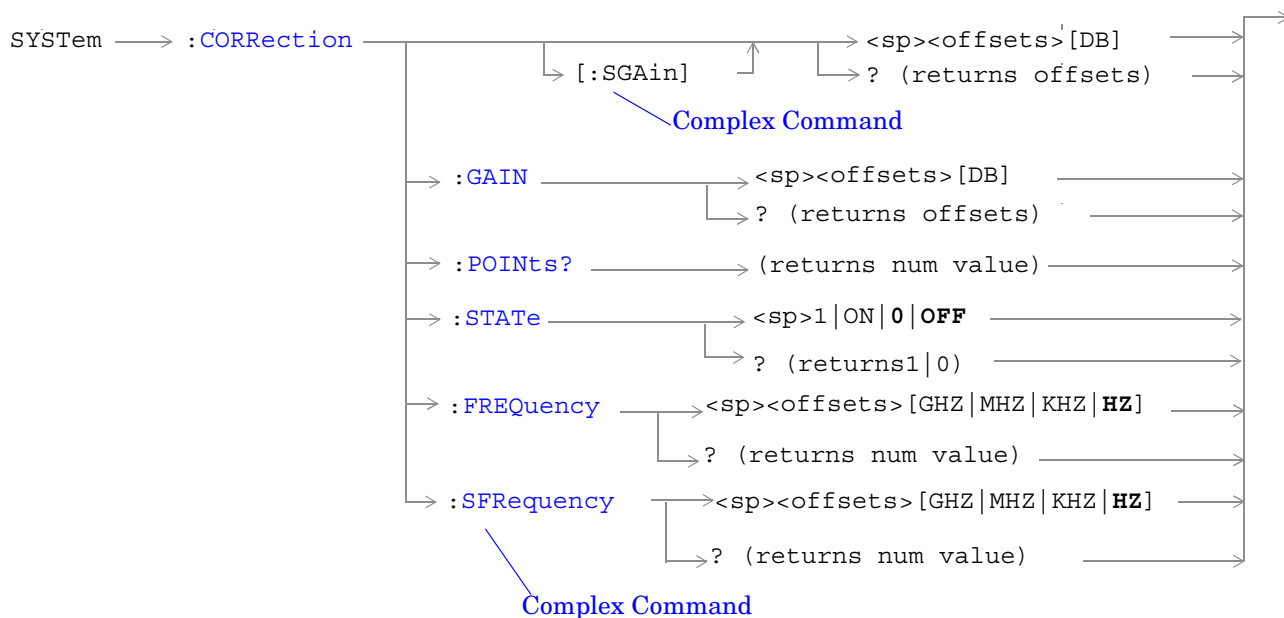 SYSTem :CORRection <sp><offsets>[DB]
[:SGAin] ? (returns offsets)
Complex Command
:GAIN <sp><offsets>[DB]
? (returns offsets)
:POINts? (returns num value)
:STATe <sp>1|ON|0|OFF
? (returns1|0)
:FREQuency <sp><offsets>[GHZ|MHZ|KHZ|HZ]
? (returns num value)
:SFRequency <sp><offsets>[GHZ|MHZ|KHZ|HZ]
? (returns num value)
Complex Command